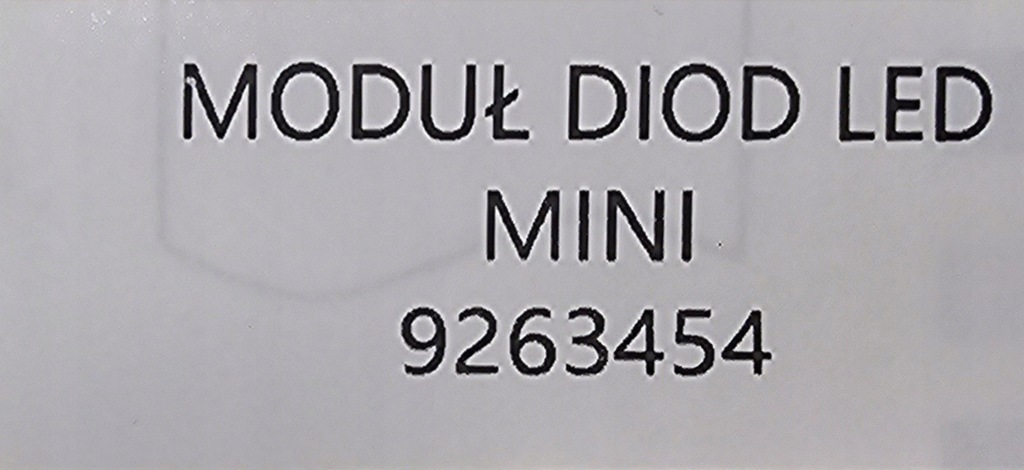 MODUŁ DIOD LED
MINI
9263454